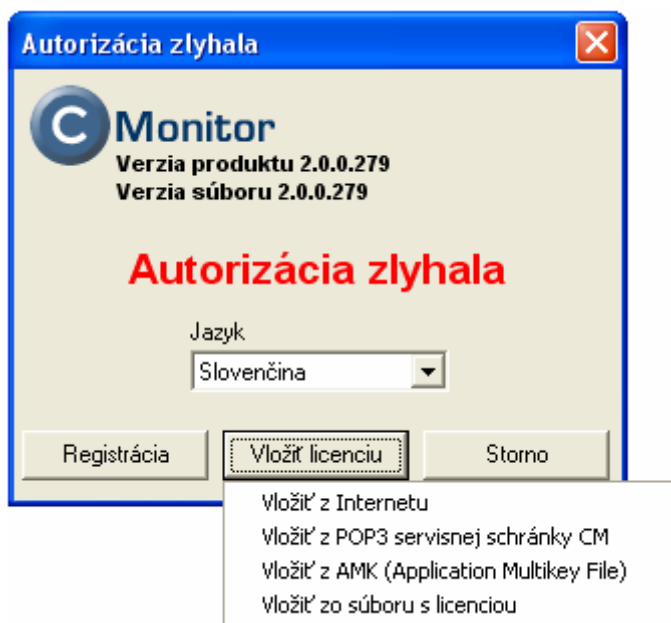 Autorizácia zlyhala
C Monitor
Verzia produktu 2.0.0.279
Verzia súboru 2.0.0.279
Autorizácia zlyhala
Jazyk
Slovenčina
Registrácia
Vložiť licenciu
Storno
Vložiť z Internetu
Vložiť z POP3 servisnej schránky CM
Vložiť z AMK (Application Multikey File)
Vložiť zo súboru s licenciou